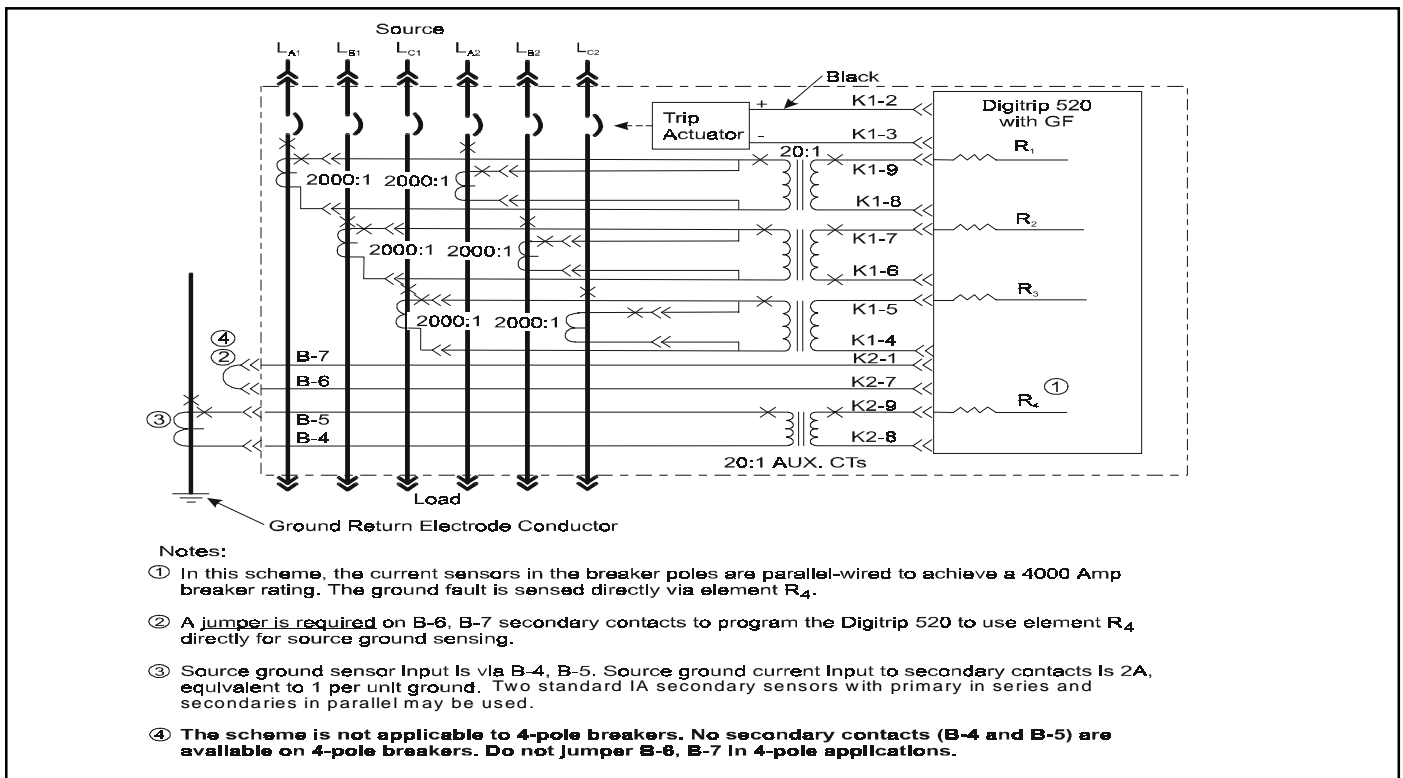 Source
L_A1 L_B1 L_C1 L_A2 L_B2 L_C2
Black
+ K1-2
Digitrip 520
with GF
Trip
Actuator
- K1-3
20:1
R₁
K1-9
2000:1 2000:1
K1-8
R₂
K1-7
2000:1 2000:1
K1-6
R₃
K1-5
2000:1 2000:1
K1-4
④
② B-7 K2-1
B-6 K2-7
①
③ B-5 K2-9 R₄
B-4 K2-8
20:1 AUX. CTs
Load
Ground Return Electrode Conductor
Notes:
① In this scheme, the current sensors in the breaker poles are parallel-wired to achieve a 4000 Amp
breaker rating. The ground fault is sensed directly via element R₄.
② A jumper is required on B-6, B-7 secondary contacts to program the Digitrip 520 to use element R₄
directly for source ground sensing.
③ Source ground sensor Input Is via B-4, B-5. Source ground current Input to secondary contacts Is 2A,
equivalent to 1 per unit ground. Two standard IA secondary sensors with primary in series and
secondaries in parallel may be used.
④ The scheme is not applicable to 4-pole breakers. No secondary contacts (B-4 and B-5) are
available on 4-pole breakers. Do not jumper B-6, B-7 In 4-pole applications.